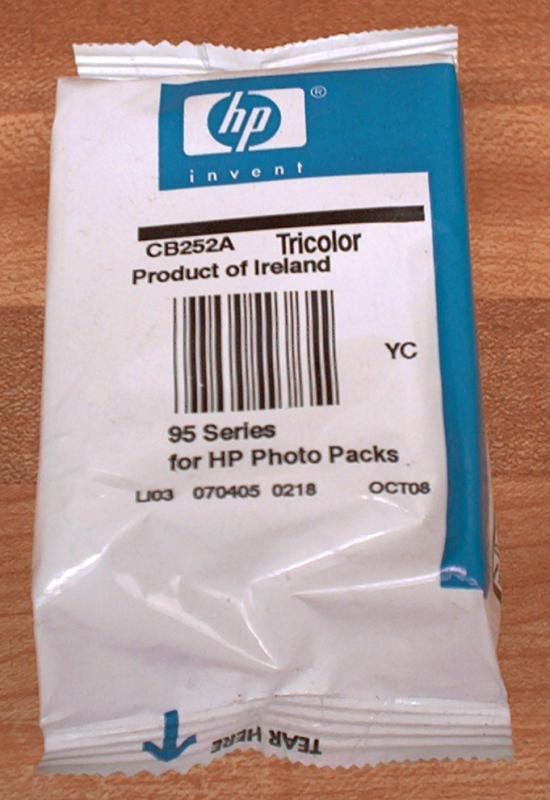 hp ®
invent
CB252A Tricolor
Product of Ireland
YC
95 Series
for HP Photo Packs
LI03 070405 0218 OCT08
TEAR HERE